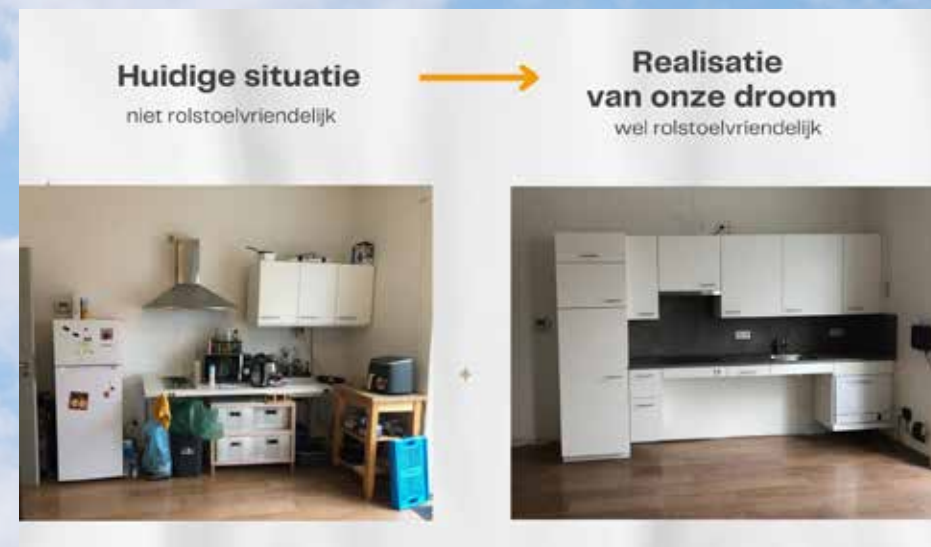 Huidige situatie
niet rolstoelvriendelijk
Realisatie
van onze droom
wel rolstoelvriendelijk